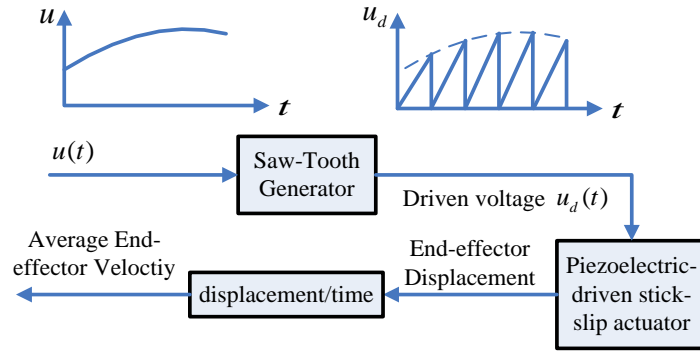 u
t
u_d
t
u(t)
Saw-Tooth
Generator
Driven voltage u_d(t)
Average End-
effector Veloctiy
displacement/time
End-effector
Displacement
Piezoelectric-
driven stick-
slip actuator